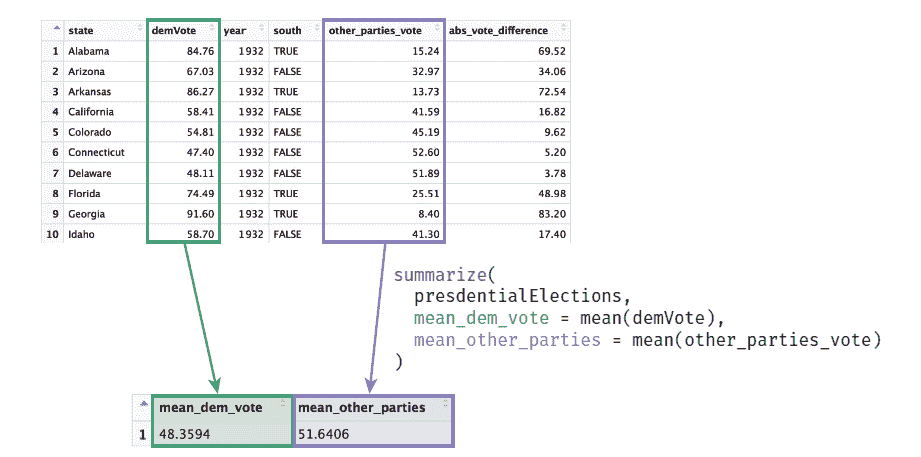 state demVote year south other_parties_vote abs_vote_difference
1 Alabama 84.76 1932 TRUE 15.24 69.52
2 Arizona 67.03 1932 FALSE 32.97 34.06
3 Arkansas 86.27 1932 TRUE 13.73 72.54
4 California 58.41 1932 FALSE 41.59 16.82
5 Colorado 54.81 1932 FALSE 45.19 9.62
6 Connecticut 47.40 1932 FALSE 52.60 5.20
7 Delaware 48.11 1932 FALSE 51.89 3.78
8 Florida 74.49 1932 TRUE 25.51 48.98
9 Georgia 91.60 1932 TRUE 8.40 83.20
10 Idaho 58.70 1932 FALSE 41.30 17.40
summarize(
presdentialElections,
mean_dem_vote = mean(demVote),
mean_other_parties = mean(other_parties_vote)
)
mean_dem_vote mean_other_parties
1 48.3594 51.6406